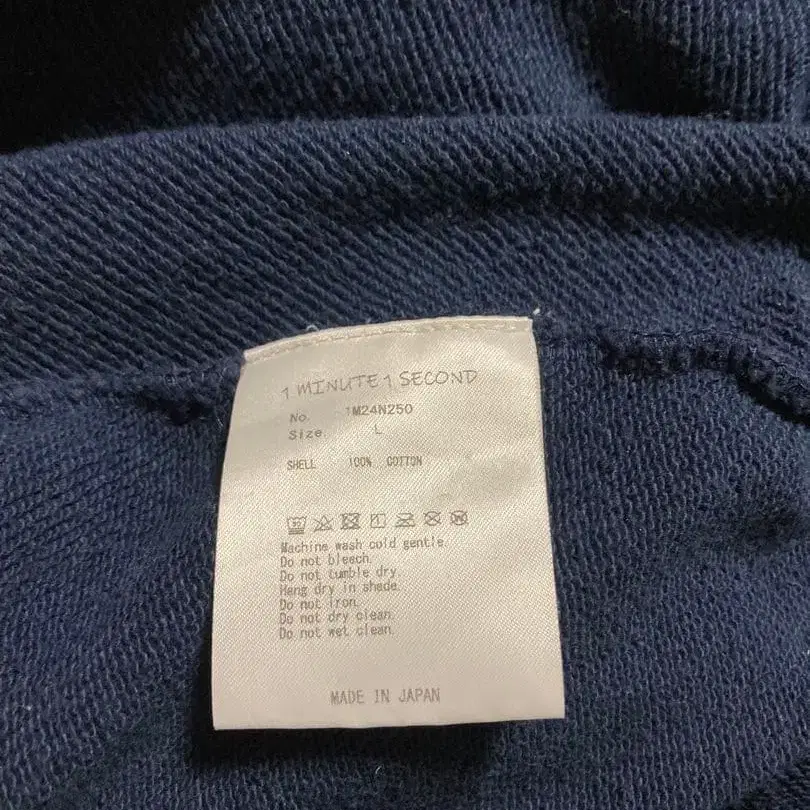 1 MINUTE 1 SECOND
No. 1M24N250
Size. L
SHELL 100% COTTON
Machine wash cold gentle.
Do not bleach.
Do not tumble dry.
Hang dry in shade.
Do not iron.
Do not dry clean.
Do not wet clean.
MADE IN JAPAN